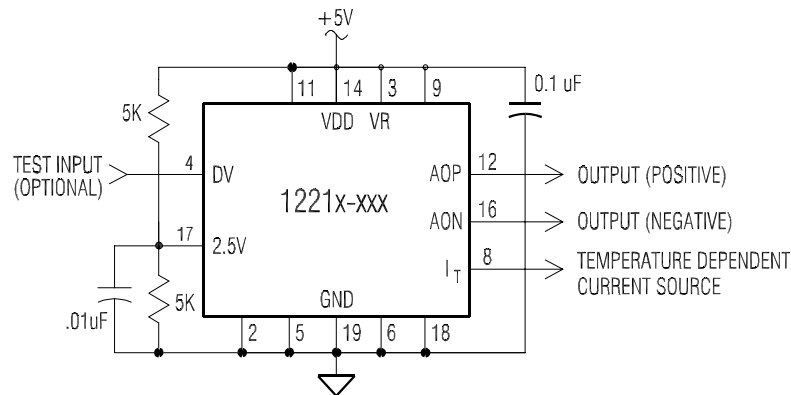 +5V
11
14
3
9
0.1 uF
5K
VDD
VR
TEST INPUT
(OPTIONAL)
4
DV
1221x-xxx
AOP
12
OUTPUT (POSITIVE)
AON
16
OUTPUT (NEGATIVE)
17
2.5V
IT
8
TEMPERATURE DEPENDENT
CURRENT SOURCE
.01uF
5K
GND
2
5
19
6
18